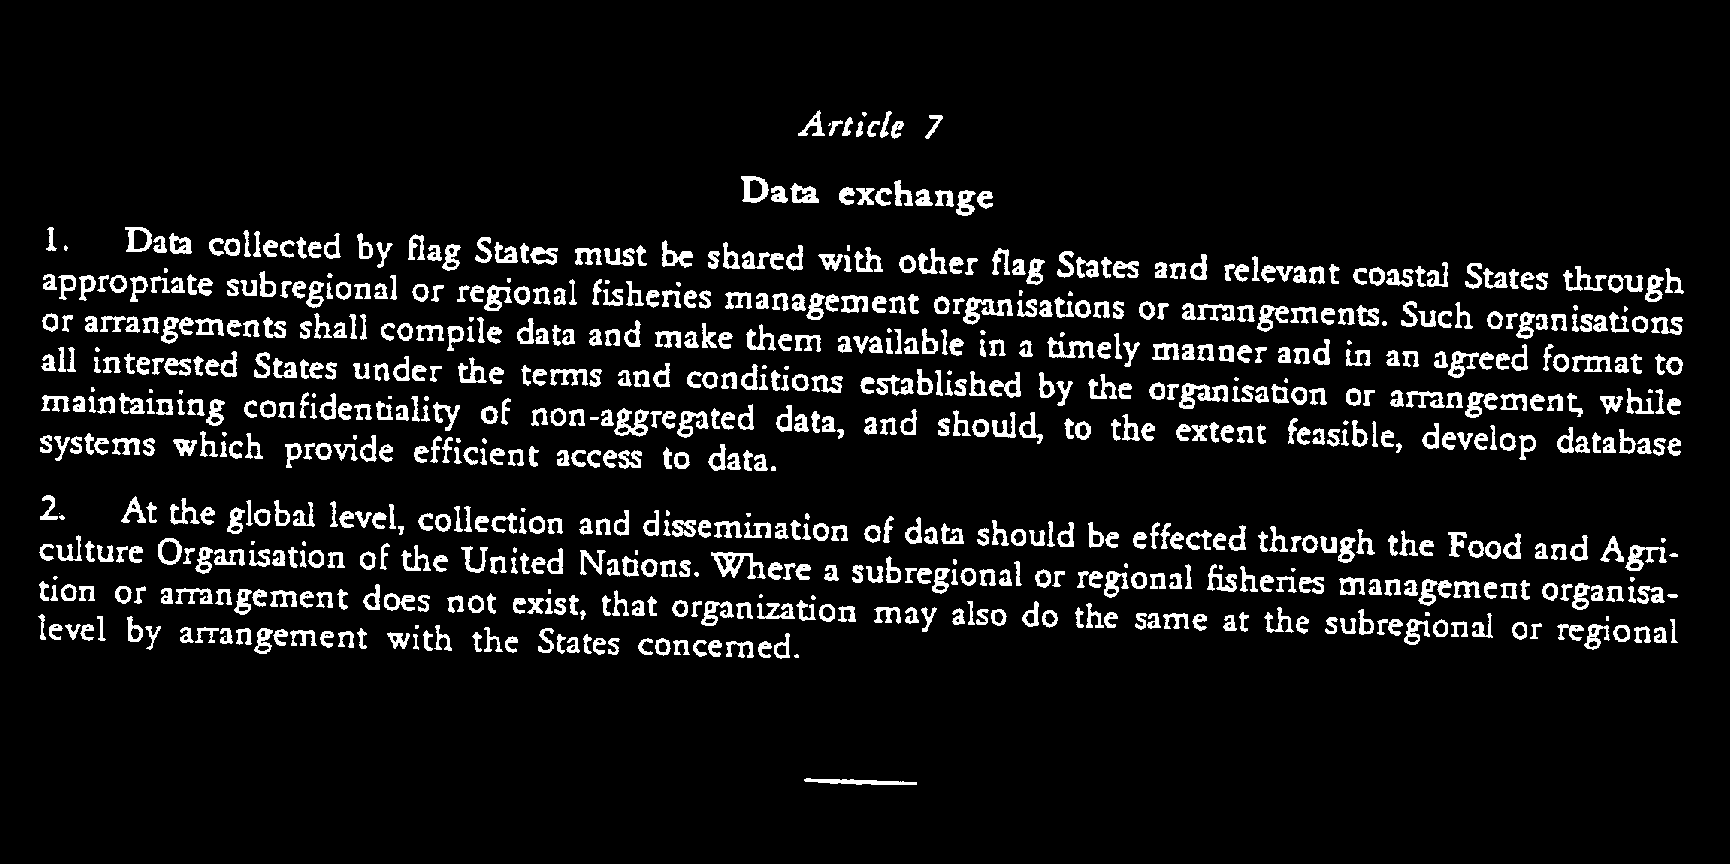 Article 7
Data exchange
1. Data collected by flag States must be shared with other flag States and relevant coastal States through
appropriate subregional or regional fisheries management organisations or arrangements. Such organisations
or arrangements shall compile data and make them available in a timely manner and in an agreed format to
all interested States under the terms and conditions established by the organisation or arrangement, while
maintaining confidentiality of non-aggregated data, and should, to the extent feasible, develop database
systems which provide efficient access to data.
2. At the global level, collection and dissemination of data should be effected through the Food and Agri-
culture Organisation of the United Nations. Where a subregional or regional fisheries management organisa-
tion or arrangement does not exist, that organization may also do the same at the subregional or regional
level by arrangement with the States concerned.